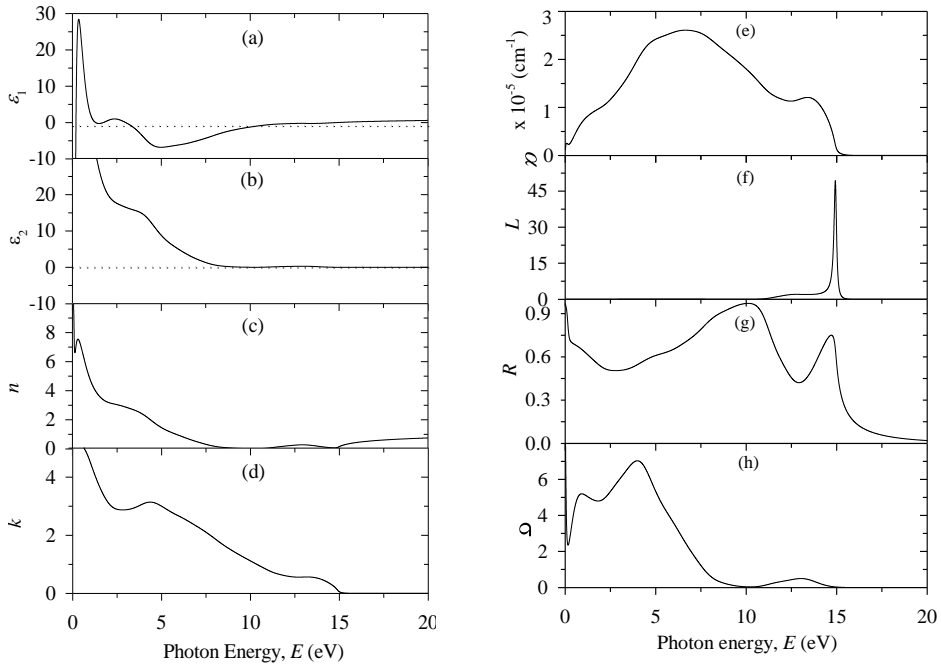 30
20
10
0
-10
ε1
(a)
20
10
0
-10
ε2
(b)
8
6
4
2
0
n
(c)
4
2
0
k
(d)
0 5 10 15 20
Photon Energy, E (eV)
3
2
1
0
α x 10-5 (cm-1)
(e)
45
30
15
0
L
(f)
0.9
0.6
0.3
0.0
R
(g)
6
4
2
0
σ
(h)
0 5 10 15 20
Photon energy, E (eV)